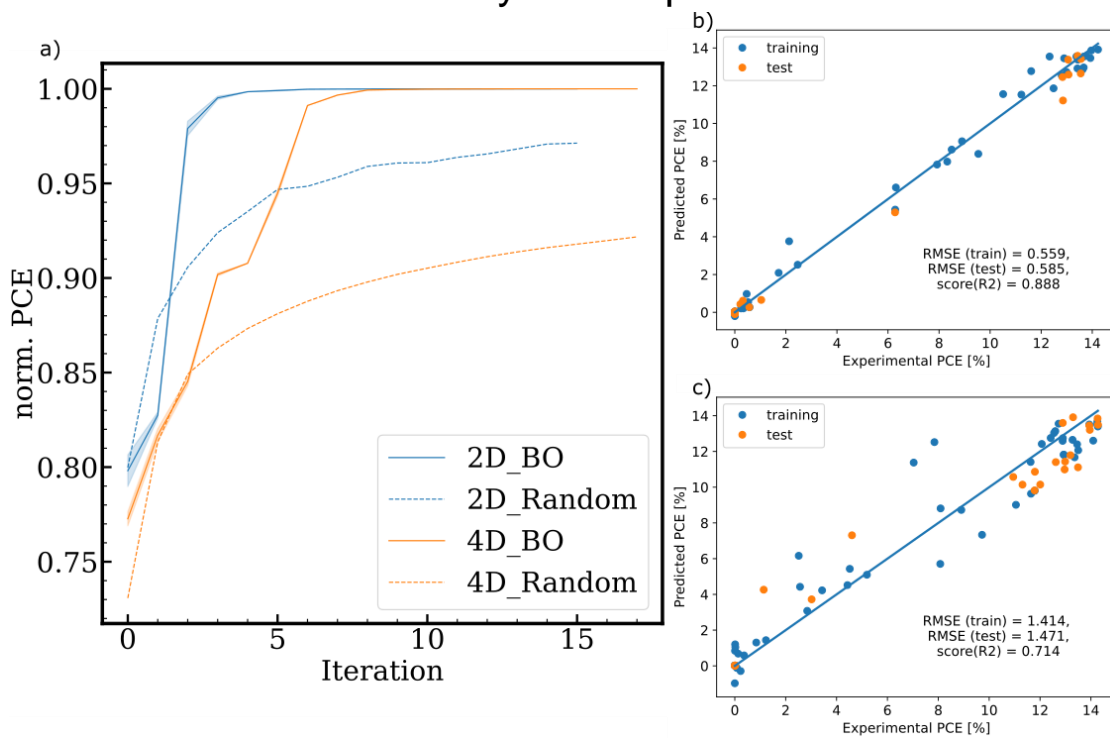 a)
norm. PCE
1.00
0.95
0.90
0.85
0.80
0.75
0
5
10
15
Iteration
2D_BO
2D_Random
4D_BO
4D_Random
b)
training
test
Predicted PCE [%]
14
12
10
8
6
4
2
0
RMSE (train) = 0.559,
RMSE (test) = 0.585,
score(R2) = 0.888
0 2 4 6 8 10 12 14
Experimental PCE [%]
c)
training
test
Predicted PCE [%]
14
12
10
8
6
4
2
0
RMSE (train) = 1.414,
RMSE (test) = 1.471,
score(R2) = 0.714
0 2 4 6 8 10 12 14
Experimental PCE [%]